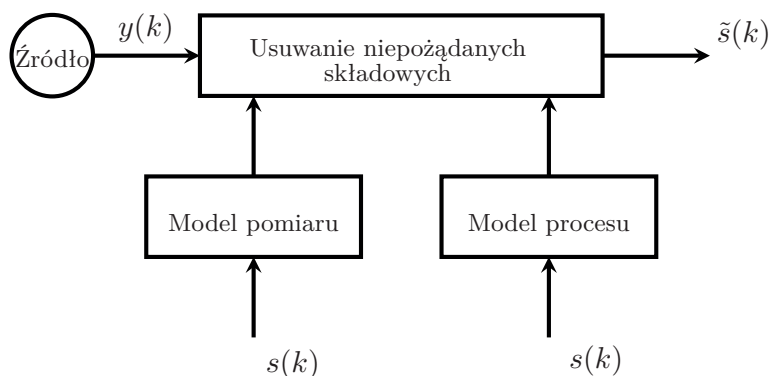 Źródło
y(k)
Usuwanie niepożądanych
składowych
s̃(k)
Model pomiaru
Model procesu
s(k)
s(k)